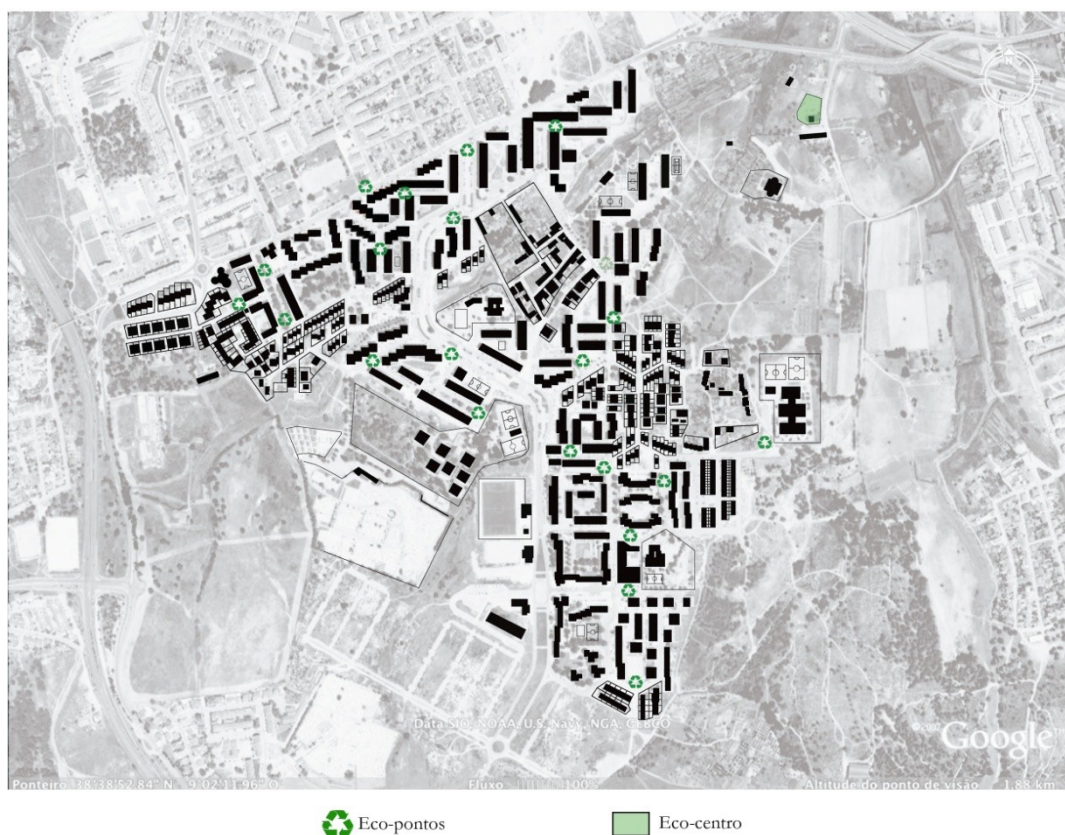 Data SIO, NOAA, U.S. Navy, NGA, GEBCO
Google
Ponteiro 38°38'52.84" N 9°02'11.96" O Fluxo 100% Altitude do ponto de visão 1.88 km
Eco-pontos Eco-centro